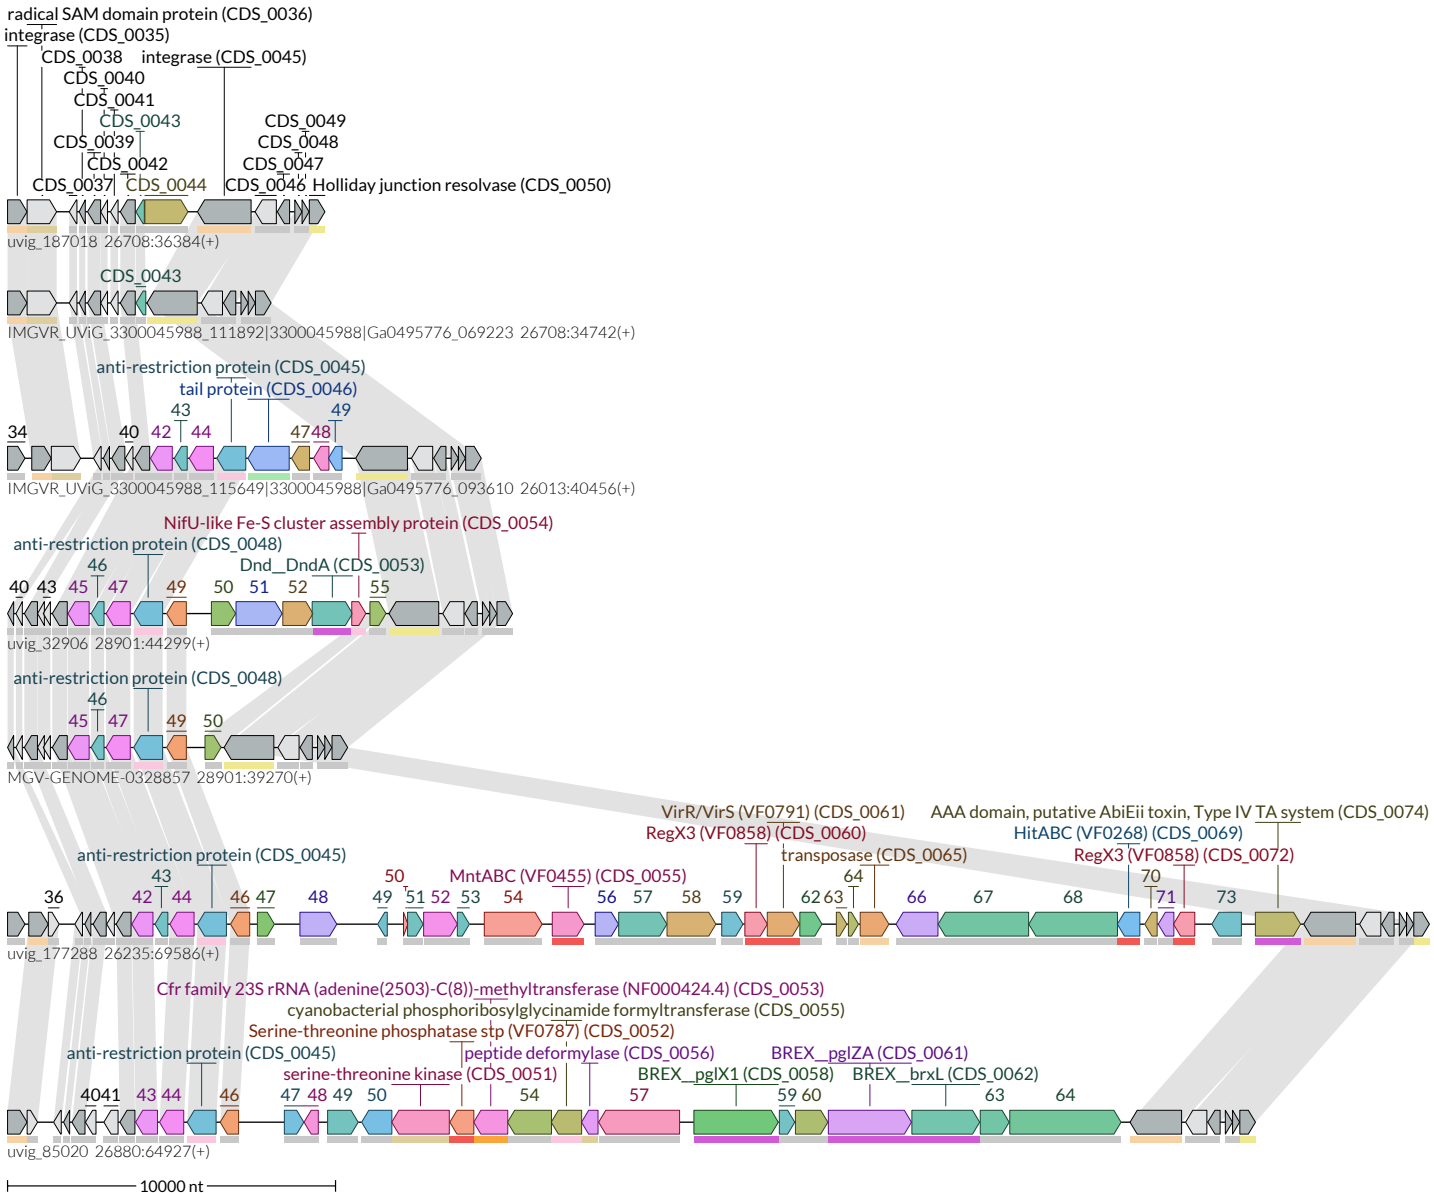 radical SAM domain protein (CDS_0036)
integrase (CDS_0035)
CDS_0038 integrase (CDS_0045)
CDS_0040
CDS_0041
CDS_0043 CDS_0049
CDS_0039 CDS_0048
CDS_0042 CDS_0047
CDS_0037 CDS_0044 CDS_0046 Holliday junction resolvase (CDS_0050)
uvig_187018 26708:36384(+)
CDS_0043
IMGVR_UViG_3300045988_111892|3300045988|Ga0495776_069223 26708:34742(+)
anti-restriction protein (CDS_0045)
tail protein (CDS_0046)
43 49
34 40 42 44 47 48
IMGVR_UViG_3300045988_115649|3300045988|Ga0495776_093610 26013:40456(+)
NifU-like Fe-S cluster assembly protein (CDS_0054)
anti-restriction protein (CDS_0048)
46 Dnd__DndA (CDS_0053)
40 43 45 47 49 50 51 52 55
uvig_32906 28901:44299(+)
anti-restriction protein (CDS_0048)
46
45 47 49 50
MGV-GENOME-0328857 28901:39270(+)
VirR/VirS (VF0791) (CDS_0061) AAA domain, putative AbiEii toxin, Type IV TA system (CDS_0074)
RegX3 (VF0858) (CDS_0060) HitABC (VF0268) (CDS_0069)
anti-restriction protein (CDS_0045) transposase (CDS_0065) RegX3 (VF0858) (CDS_0072)
43 50 MntABC (VF0455) (CDS_0055) 64 70
36 42 44 46 47 48 49 51 52 53 54 56 57 58 59 62 63 66 67 68 71 73
uvig_177288 26235:69586(+)
Cfr family 23S rRNA (adenine(2503)-C(8))-methyltransferase (NF000424.4) (CDS_0053)
cyanobacterial phosphoribosylglycinamide formyltransferase (CDS_0055)
Serine-threonine phosphatase stp (VF0787) (CDS_0052)
anti-restriction protein (CDS_0045) peptide deformylase (CDS_0056) BREX__pglZA (CDS_0061)
serine-threonine kinase (CDS_0051) BREX__pglX1 (CDS_0058) BREX__brxL (CDS_0062)
40 41 43 44 46 47 48 49 50 54 57 59 60 63 64
uvig_85020 26880:64927(+)
10000 nt